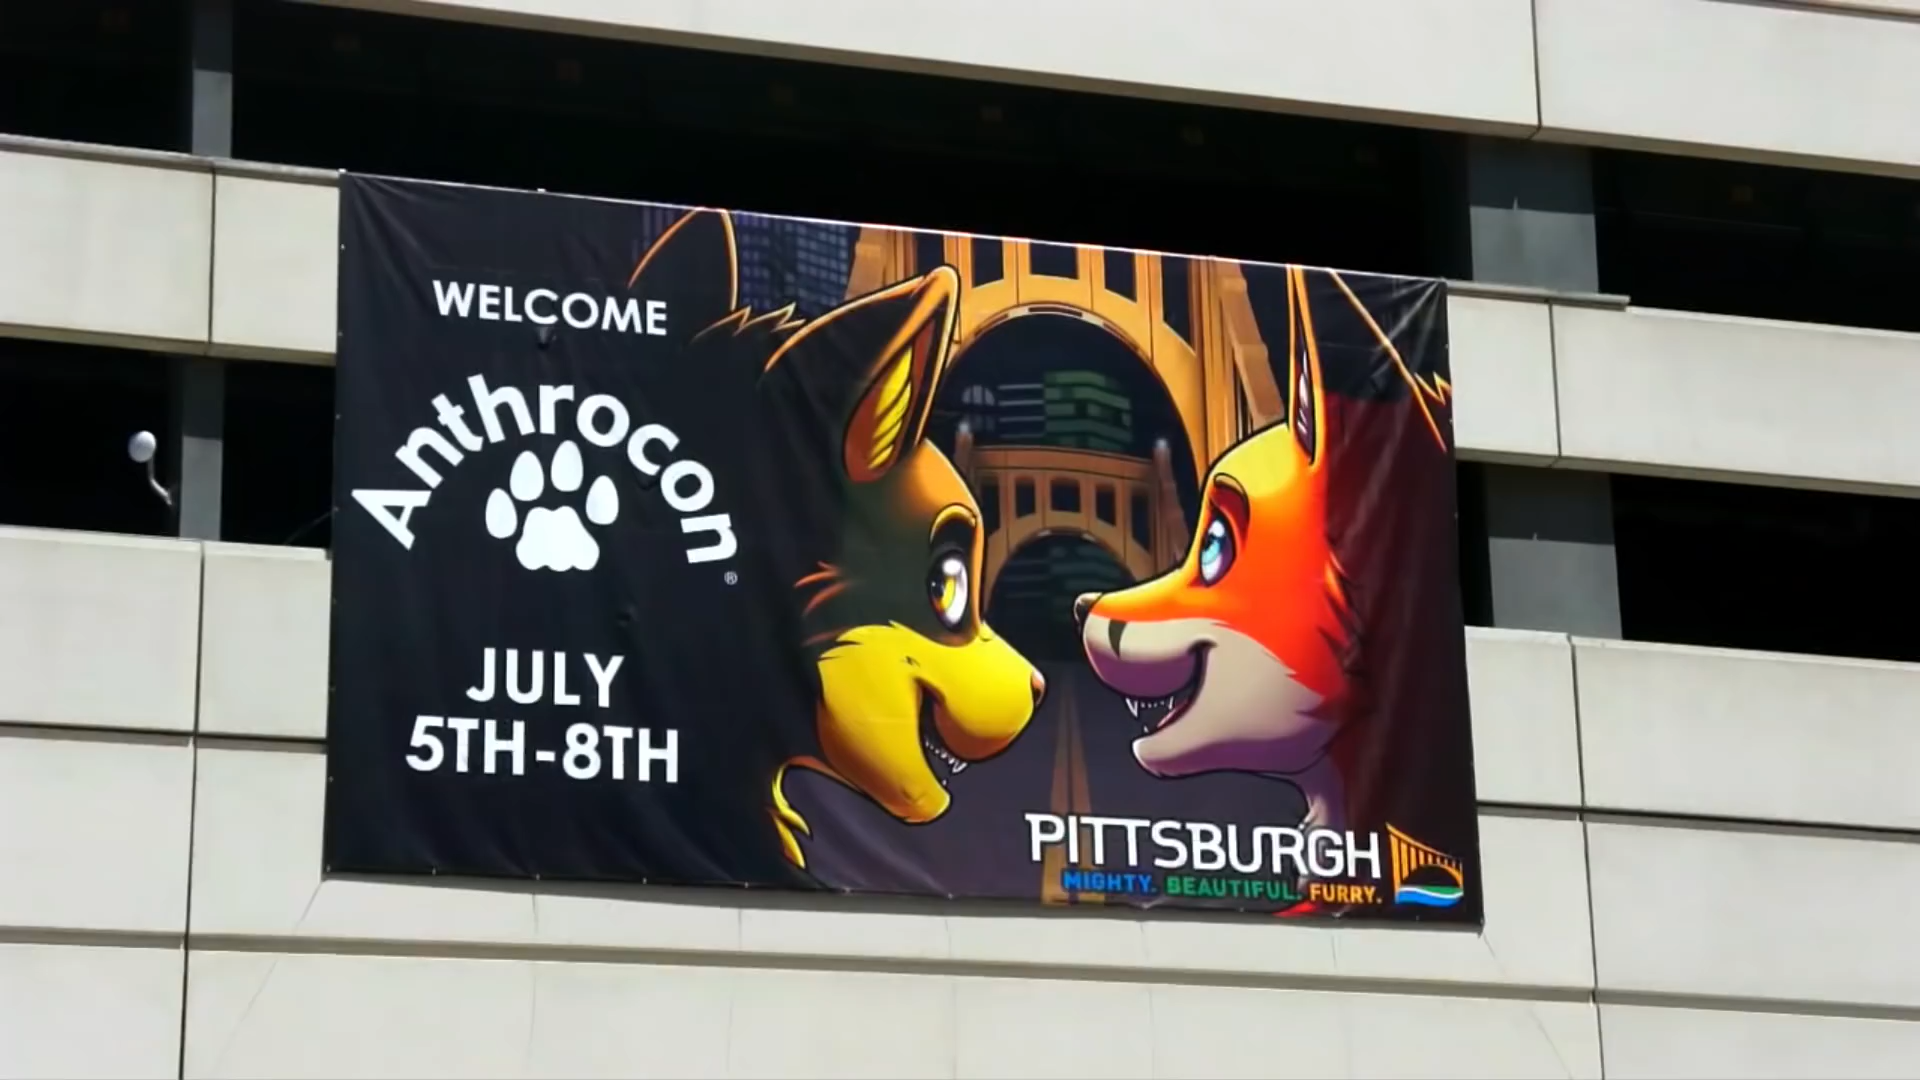 WELCOME
Anthrocon
®
JULY
5TH-8TH
PITTSBURGH
MIGHTY. BEAUTIFUL. FURRY.